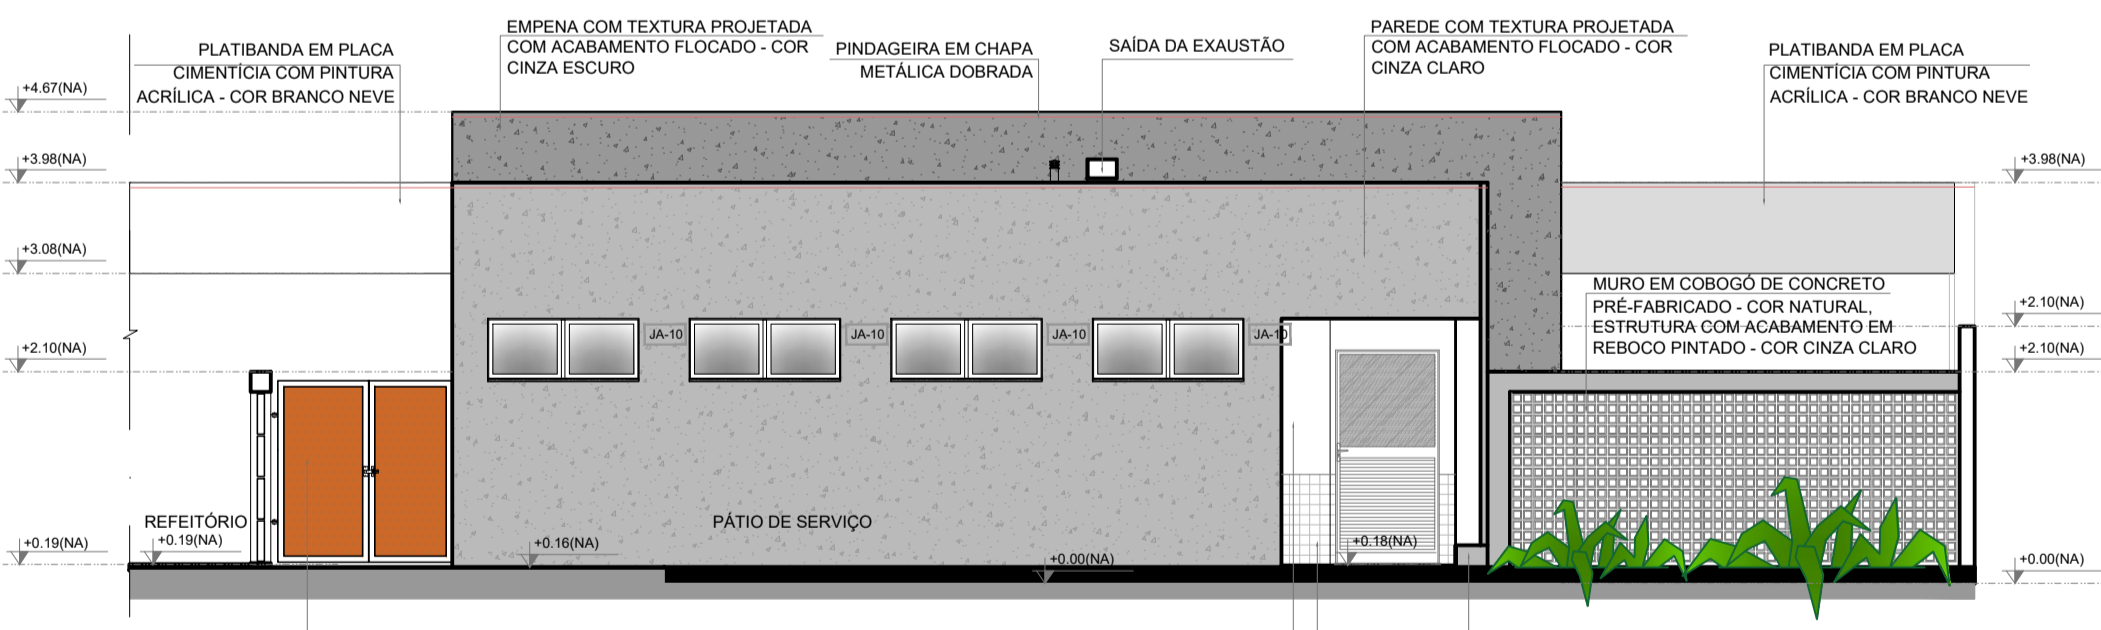 PLATIBANDA EM PLACA
CIMENTÍCIA COM PINTURA
ACRÍLICA - COR BRANCO NEVE
EMPENA COM TEXTURA PROJETADA
COM ACABAMENTO FLOCADO - COR
CINZA ESCURO
PINDAGEIRA EM CHAPA
METÁLICA DOBRADA
SAÍDA DA EXAUSTÃO
PAREDE COM TEXTURA PROJETADA
COM ACABAMENTO FLOCADO - COR
CINZA CLARO
PLATIBANDA EM PLACA
CIMENTÍCIA COM PINTURA
ACRÍLICA - COR BRANCO NEVE
+4.67(NA)
+3.98(NA)
+3.98(NA)
+3.08(NA)
MURO EM COBOGÓ DE CONCRETO
PRÉ-FABRICADO - COR NATURAL,
ESTRUTURA COM ACABAMENTO EM
REBOCO PINTADO - COR CINZA CLARO
+2.10(NA)
JA-10
JA-10
JA-10
JA-10
+2.10(NA)
+2.10(NA)
REFEITÓRIO
+0.19(NA)
+0.19(NA)
PÁTIO DE SERVIÇO
+0.16(NA)
+0.00(NA)
+0.18(NA)
+0.00(NA)